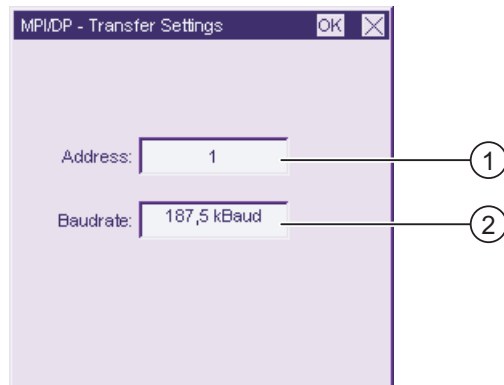 MPI/DP - Transfer Settings OK
Address: 1 1
Baudrate: 187,5 kBaud 2